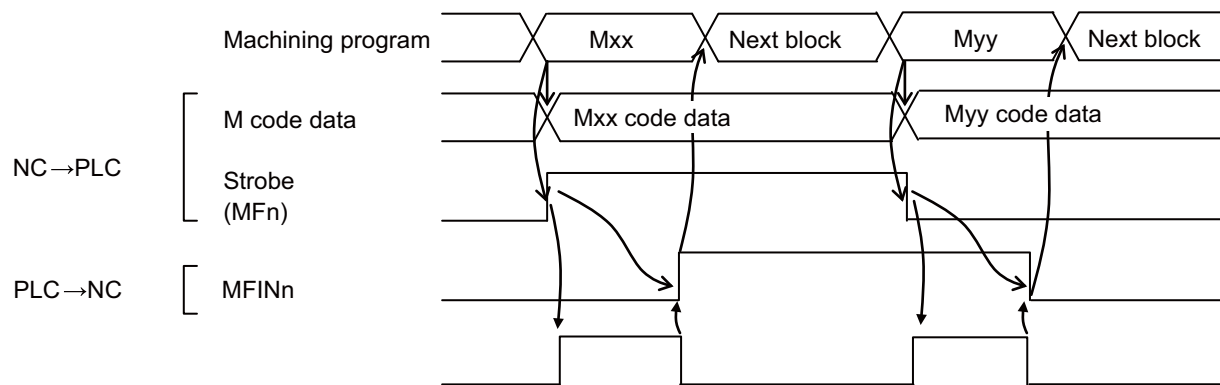 Machining program
Mxx
Next block
Myy
Next block
M code data
Mxx code data
Myy code data
NC→PLC
Strobe
(MFn)
PLC→NC
MFINn